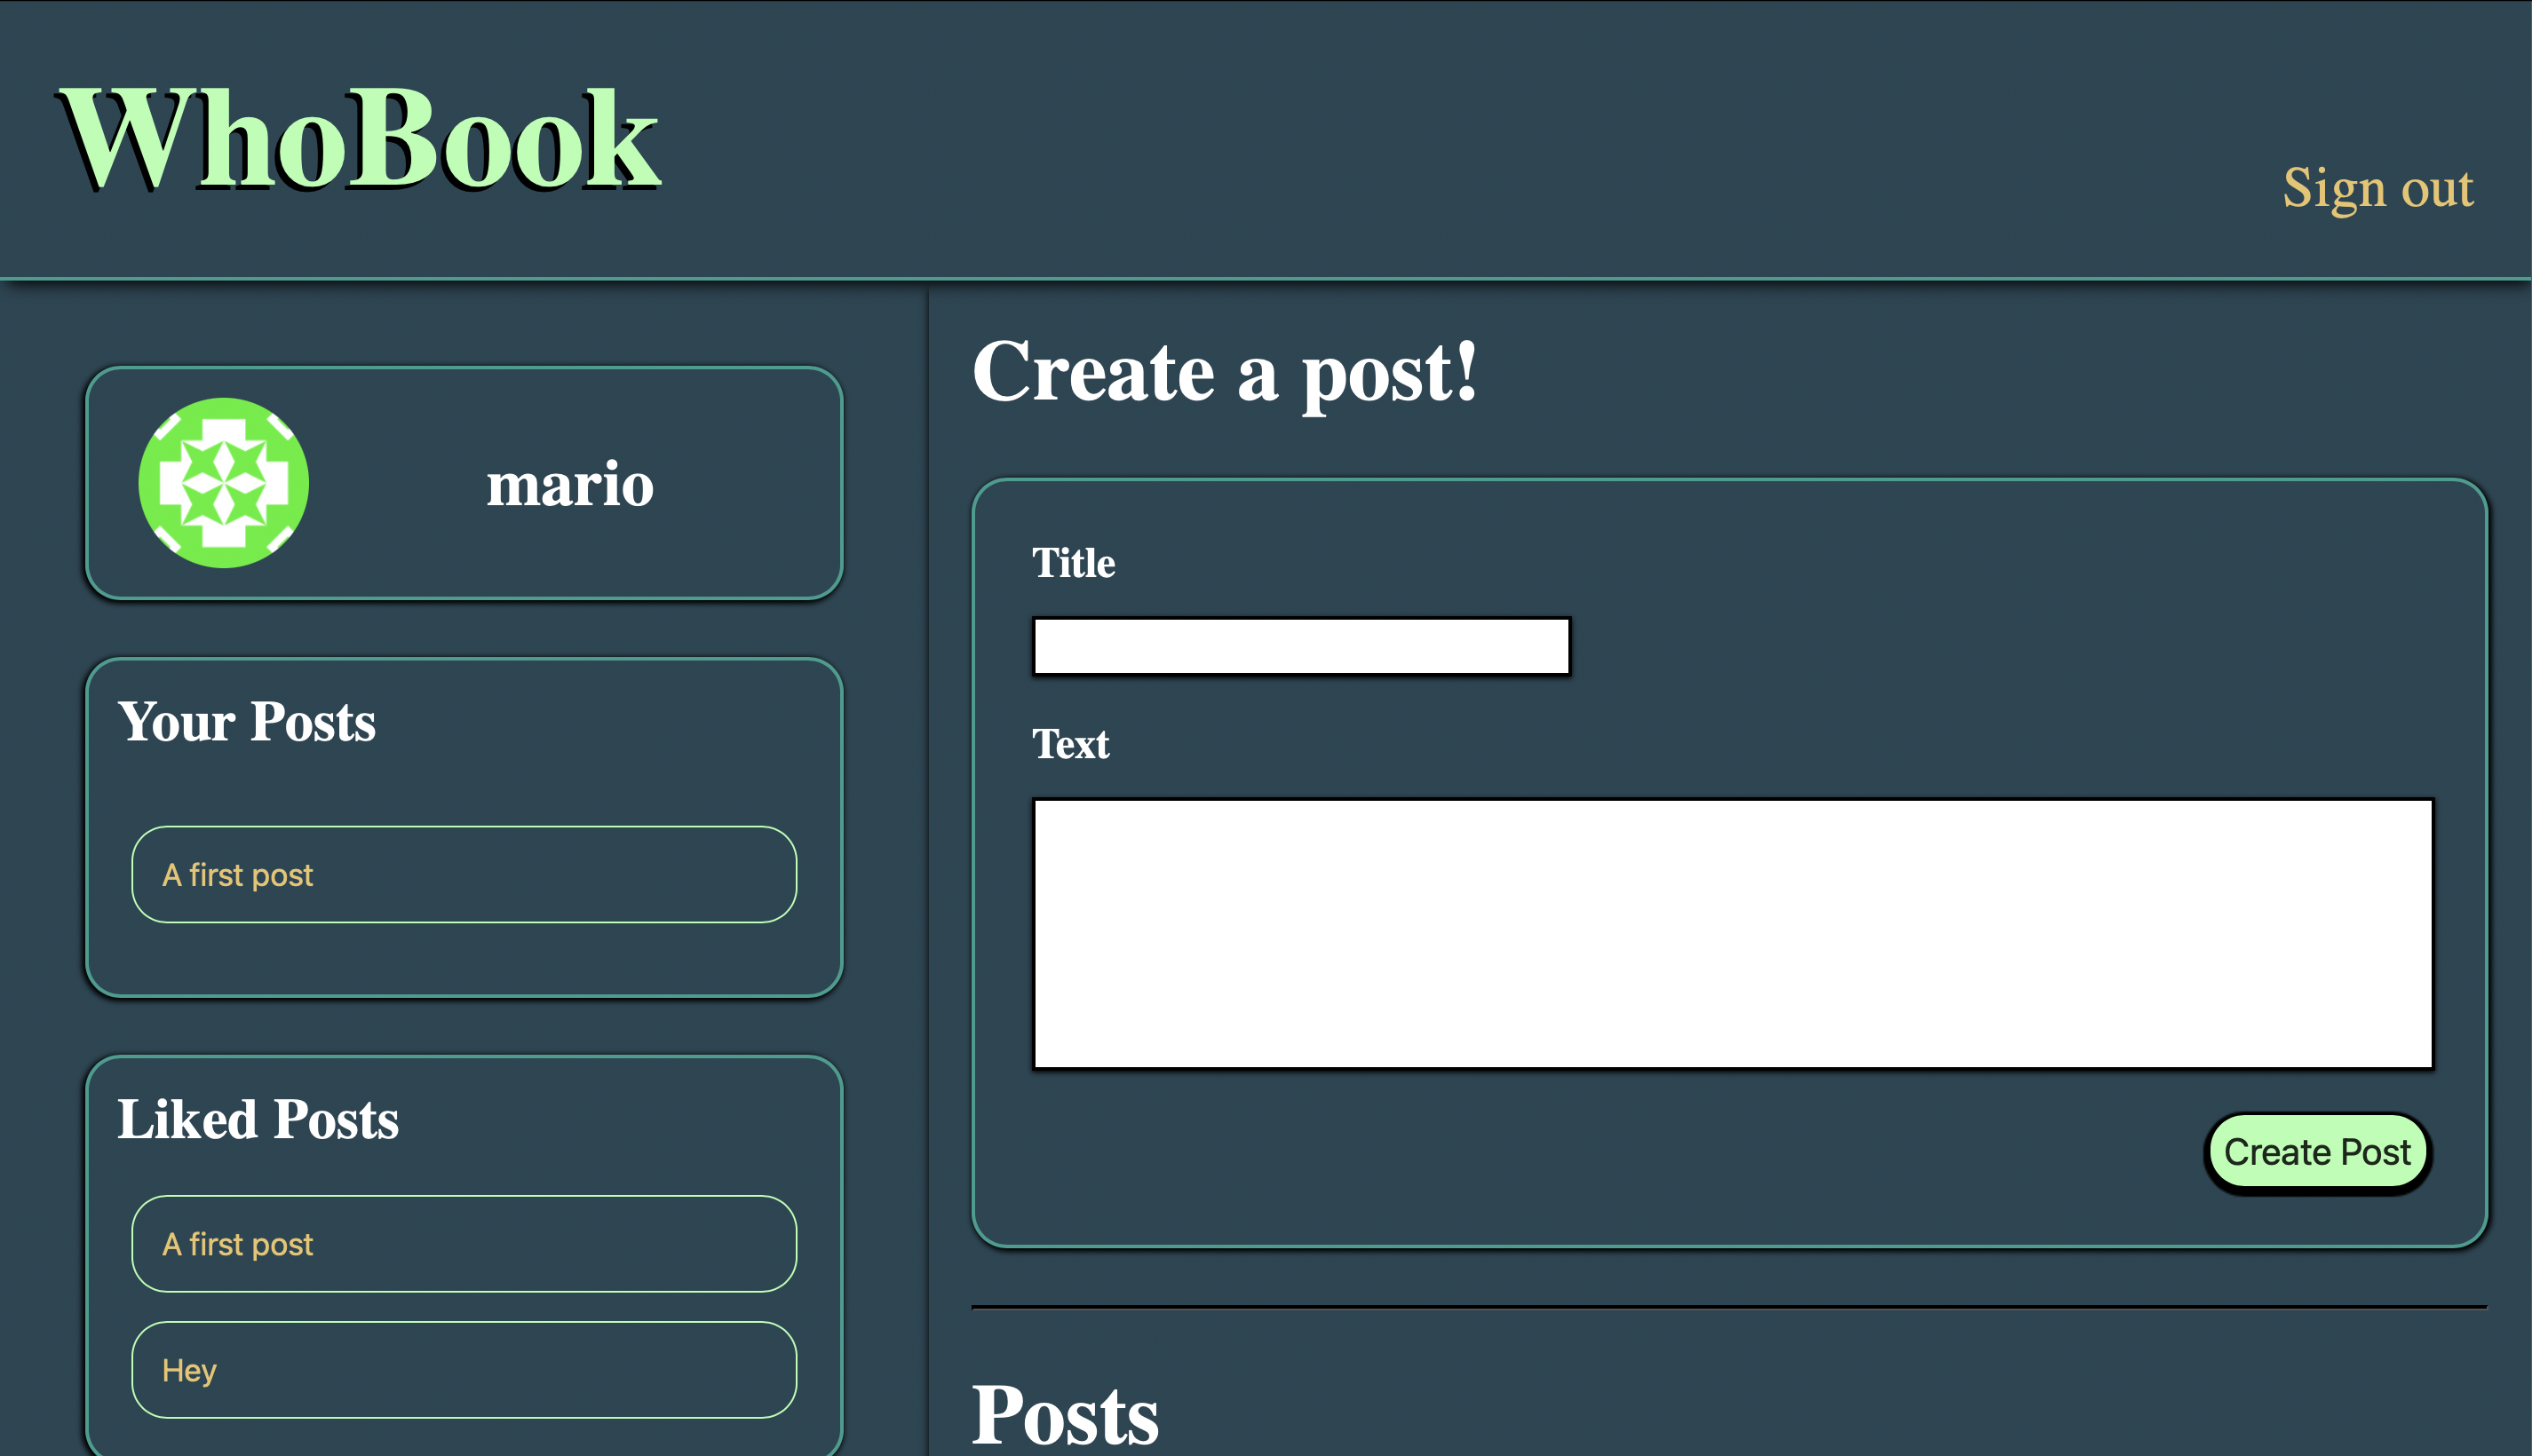 WhoBook
Sign out
mario
Your Posts
A first post
Liked Posts
A first post
Hey
Create a post!
Title
Text
Create Post
Posts